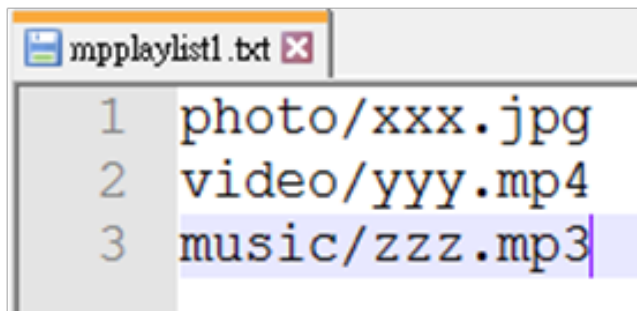 mpplaylist1.txt
1 photo/xxx.jpg
2 video/yyy.mp4
3 music/zzz.mp3